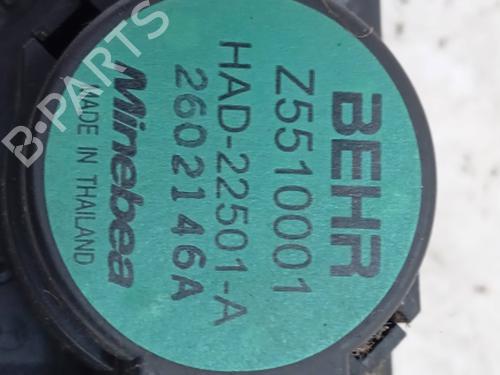 BEHR
Z5510001
HAD-22501-A
2602146A
Minebea
MADE IN THAILAND
B-PARTS